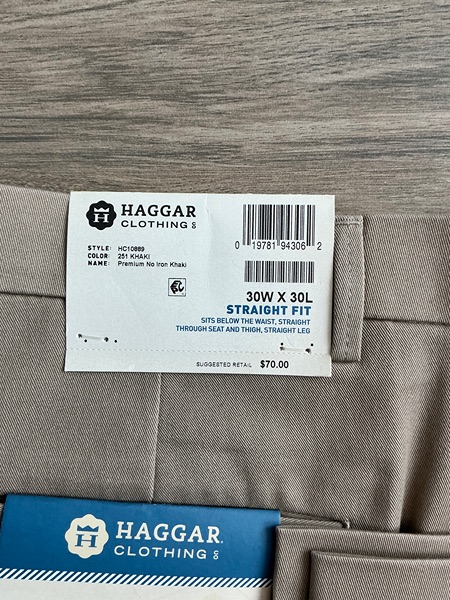 H HAGGAR
CLOTHING CO
STYLE: HC10889
COLOR: 251 KHAKI
NAME: Premium No Iron Khaki
0 19781 94306 2
30W X 30L
STRAIGHT FIT
SITS BELOW THE WAIST, STRAIGHT
THROUGH SEAT AND THIGH, STRAIGHT LEG
SUGGESTED RETAIL $70.00
H HAGGAR.
CLOTHING CO